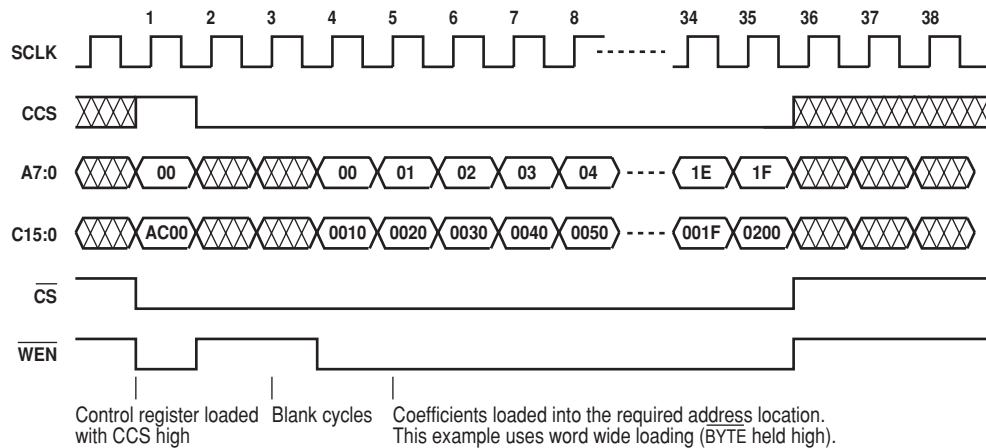 1 2 3 4 5 6 7 8 34 35 36 37 38
SCLK
CCS
A7:0 00 00 01 02 03 04 1E 1F
C15:0 AC00 0010 0020 0030 0040 0050 001F 0200
CS
WEN
Control register loaded
with CCS high
Blank cycles
Coefficients loaded into the required address location.
This example uses word wide loading (BYTE held high).